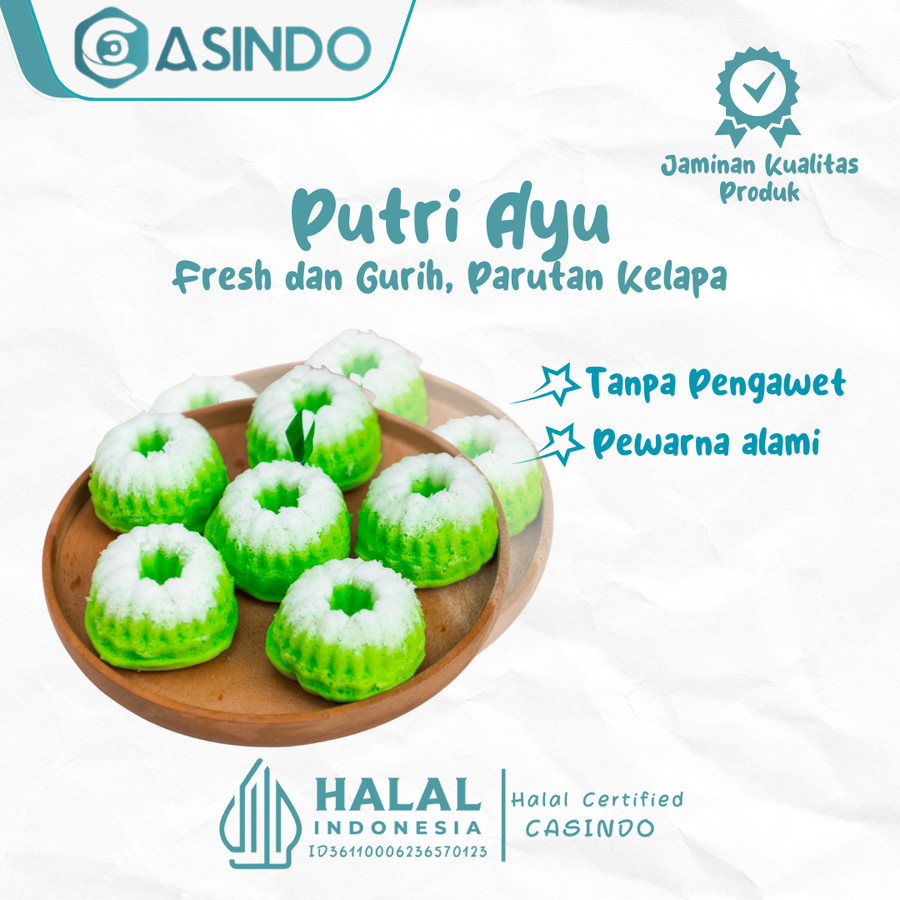 CASINDO
Jaminan Kualitas
Produk
Putri Ayu
Fresh dan Gurih, Parutan Kelapa
Tanpa Pengawet
Pewarna alami
HALAL
INDONESIA
ID36110006236570123
Halal Certified
CASINDO